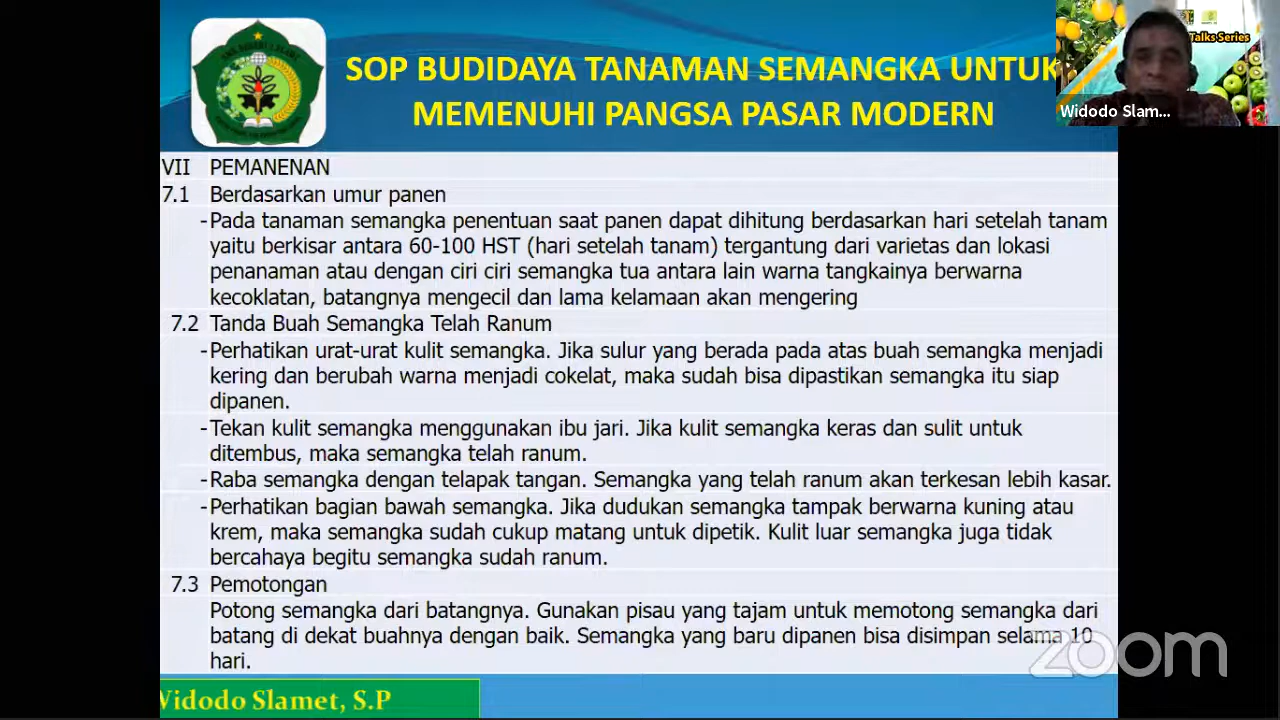 SOP BUDIDAYA TANAMAN SEMANGKA UNTUK
MEMENUHI PANGSA PASAR MODERN
Talks Series
Widodo Slam...
VII PEMANENAN
7.1 Berdasarkan umur panen
-Pada tanaman semangka penentuan saat panen dapat dihitung berdasarkan hari setelah tanam
yaitu berkisar antara 60-100 HST (hari setelah tanam) tergantung dari varietas dan lokasi
penanaman atau dengan ciri ciri semangka tua antara lain warna tangkainya berwarna
kecoklatan, batangnya mengecil dan lama kelamaan akan mengering
7.2 Tanda Buah Semangka Telah Ranum
-Perhatikan urat-urat kulit semangka. Jika sulur yang berada pada atas buah semangka menjadi
kering dan berubah warna menjadi cokelat, maka sudah bisa dipastikan semangka itu siap
dipanen.
-Tekan kulit semangka menggunakan ibu jari. Jika kulit semangka keras dan sulit untuk
ditembus, maka semangka telah ranum.
-Raba semangka dengan telapak tangan. Semangka yang telah ranum akan terkesan lebih kasar.
-Perhatikan bagian bawah semangka. Jika dudukan semangka tampak berwarna kuning atau
krem, maka semangka sudah cukup matang untuk dipetik. Kulit luar semangka juga tidak
bercahaya begitu semangka sudah ranum.
7.3 Pemotongan
Potong semangka dari batangnya. Gunakan pisau yang tajam untuk memotong semangka dari
batang di dekat buahnya dengan baik. Semangka yang baru dipanen bisa disimpan selama 10
hari.
zoom
Widodo Slamet, S.P